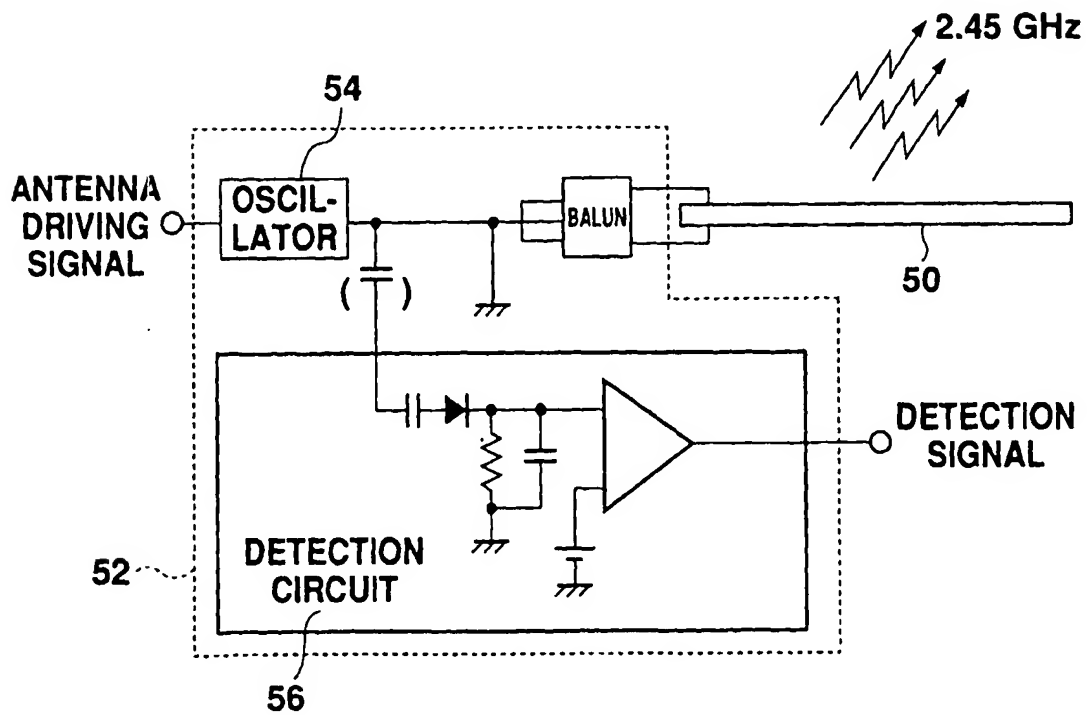 2.45 GHz
54
ANTENNA
DRIVING
SIGNAL
OSCIL-
LATOR
BALUN
50
( )
DETECTION
SIGNAL
52
DETECTION
CIRCUIT
56